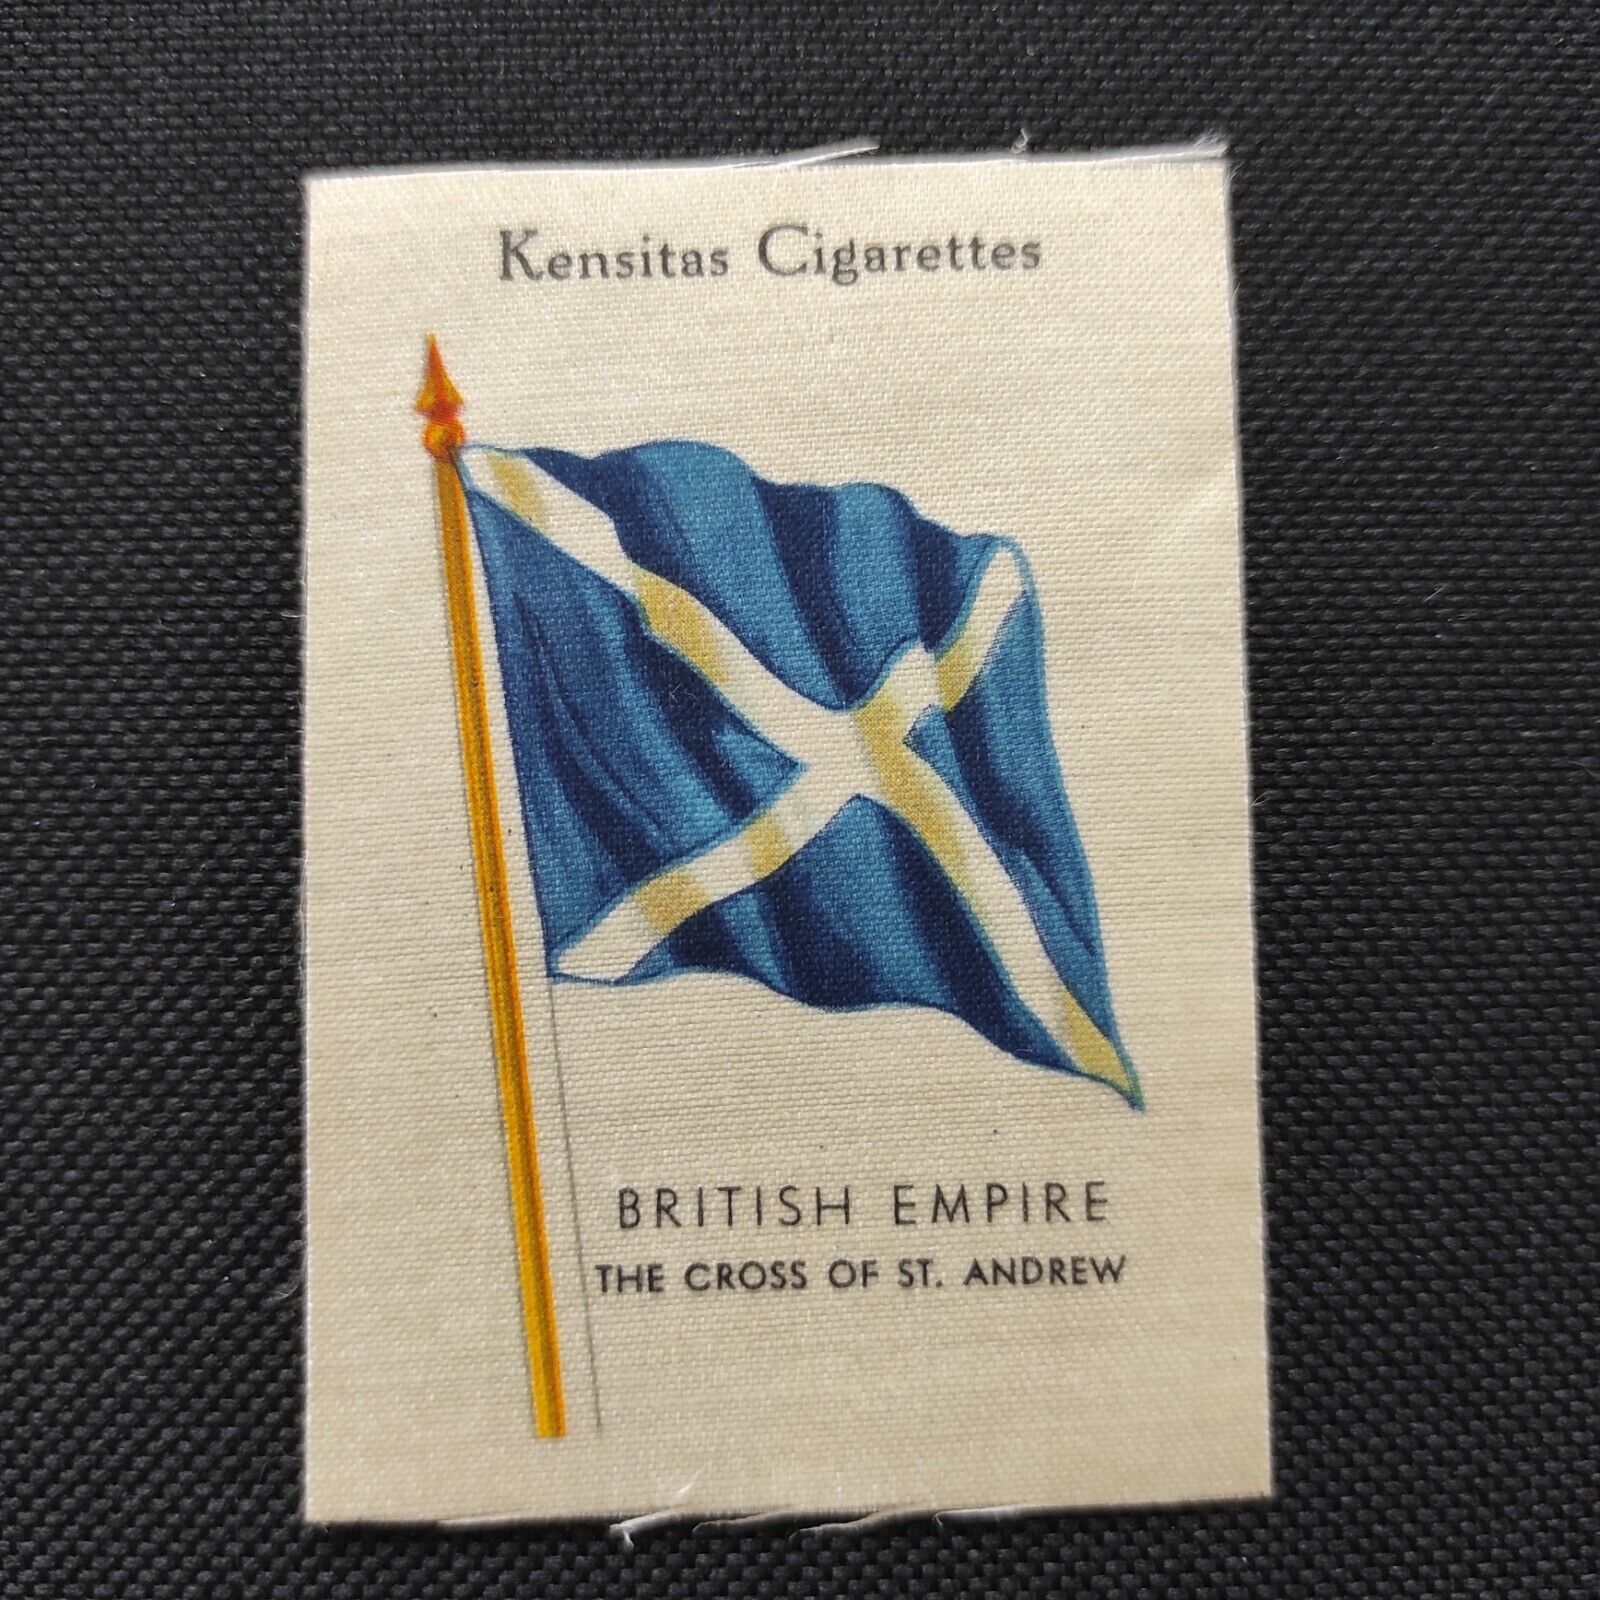 Kensitas Cigarettes
BRITISH EMPIRE
THE CROSS OF ST. ANDREW